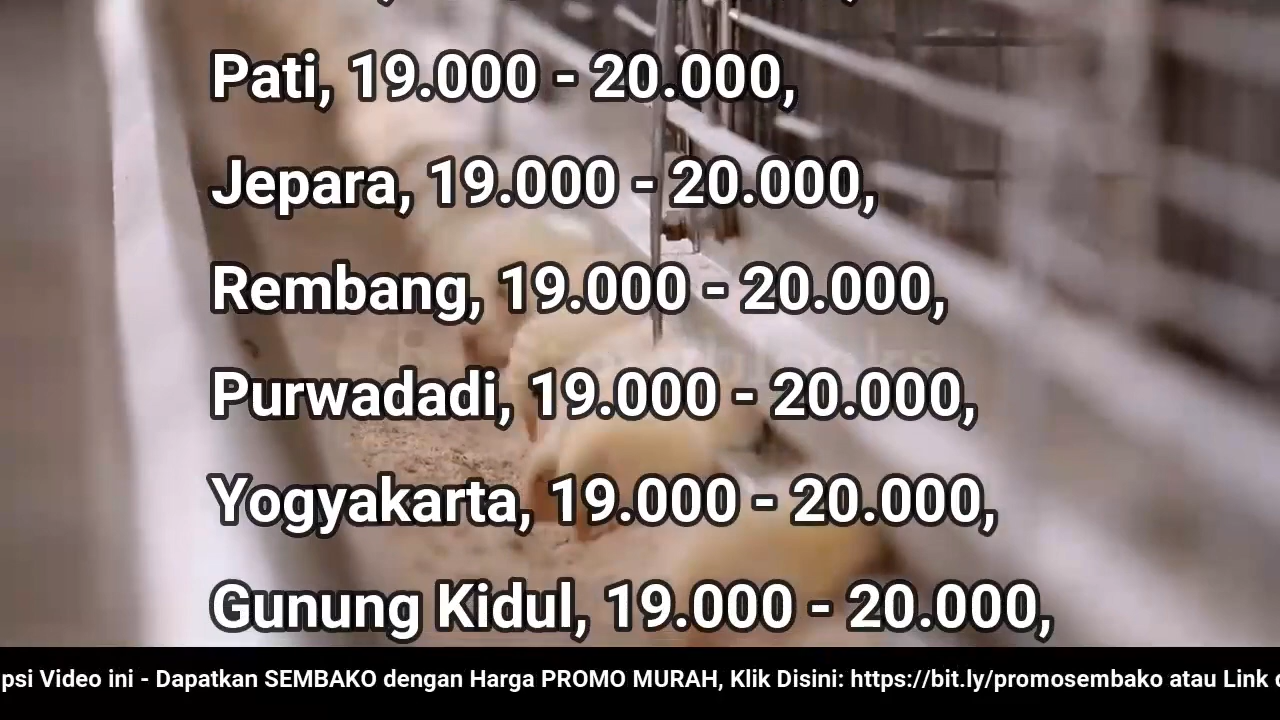 Pati, 19.000 - 20.000,
Jepara, 19.000 - 20.000,
Rembang, 19.000 - 20.000,
Purwadadi, 19.000 - 20.000,
Yogyakarta, 19.000 - 20.000,
Gunung Kidul, 19.000 - 20.000,
psi Video ini - Dapatkan SEMBAKO dengan Harga PROMO MURAH, Klik Disini: https://bit.ly/promosembako atau Link